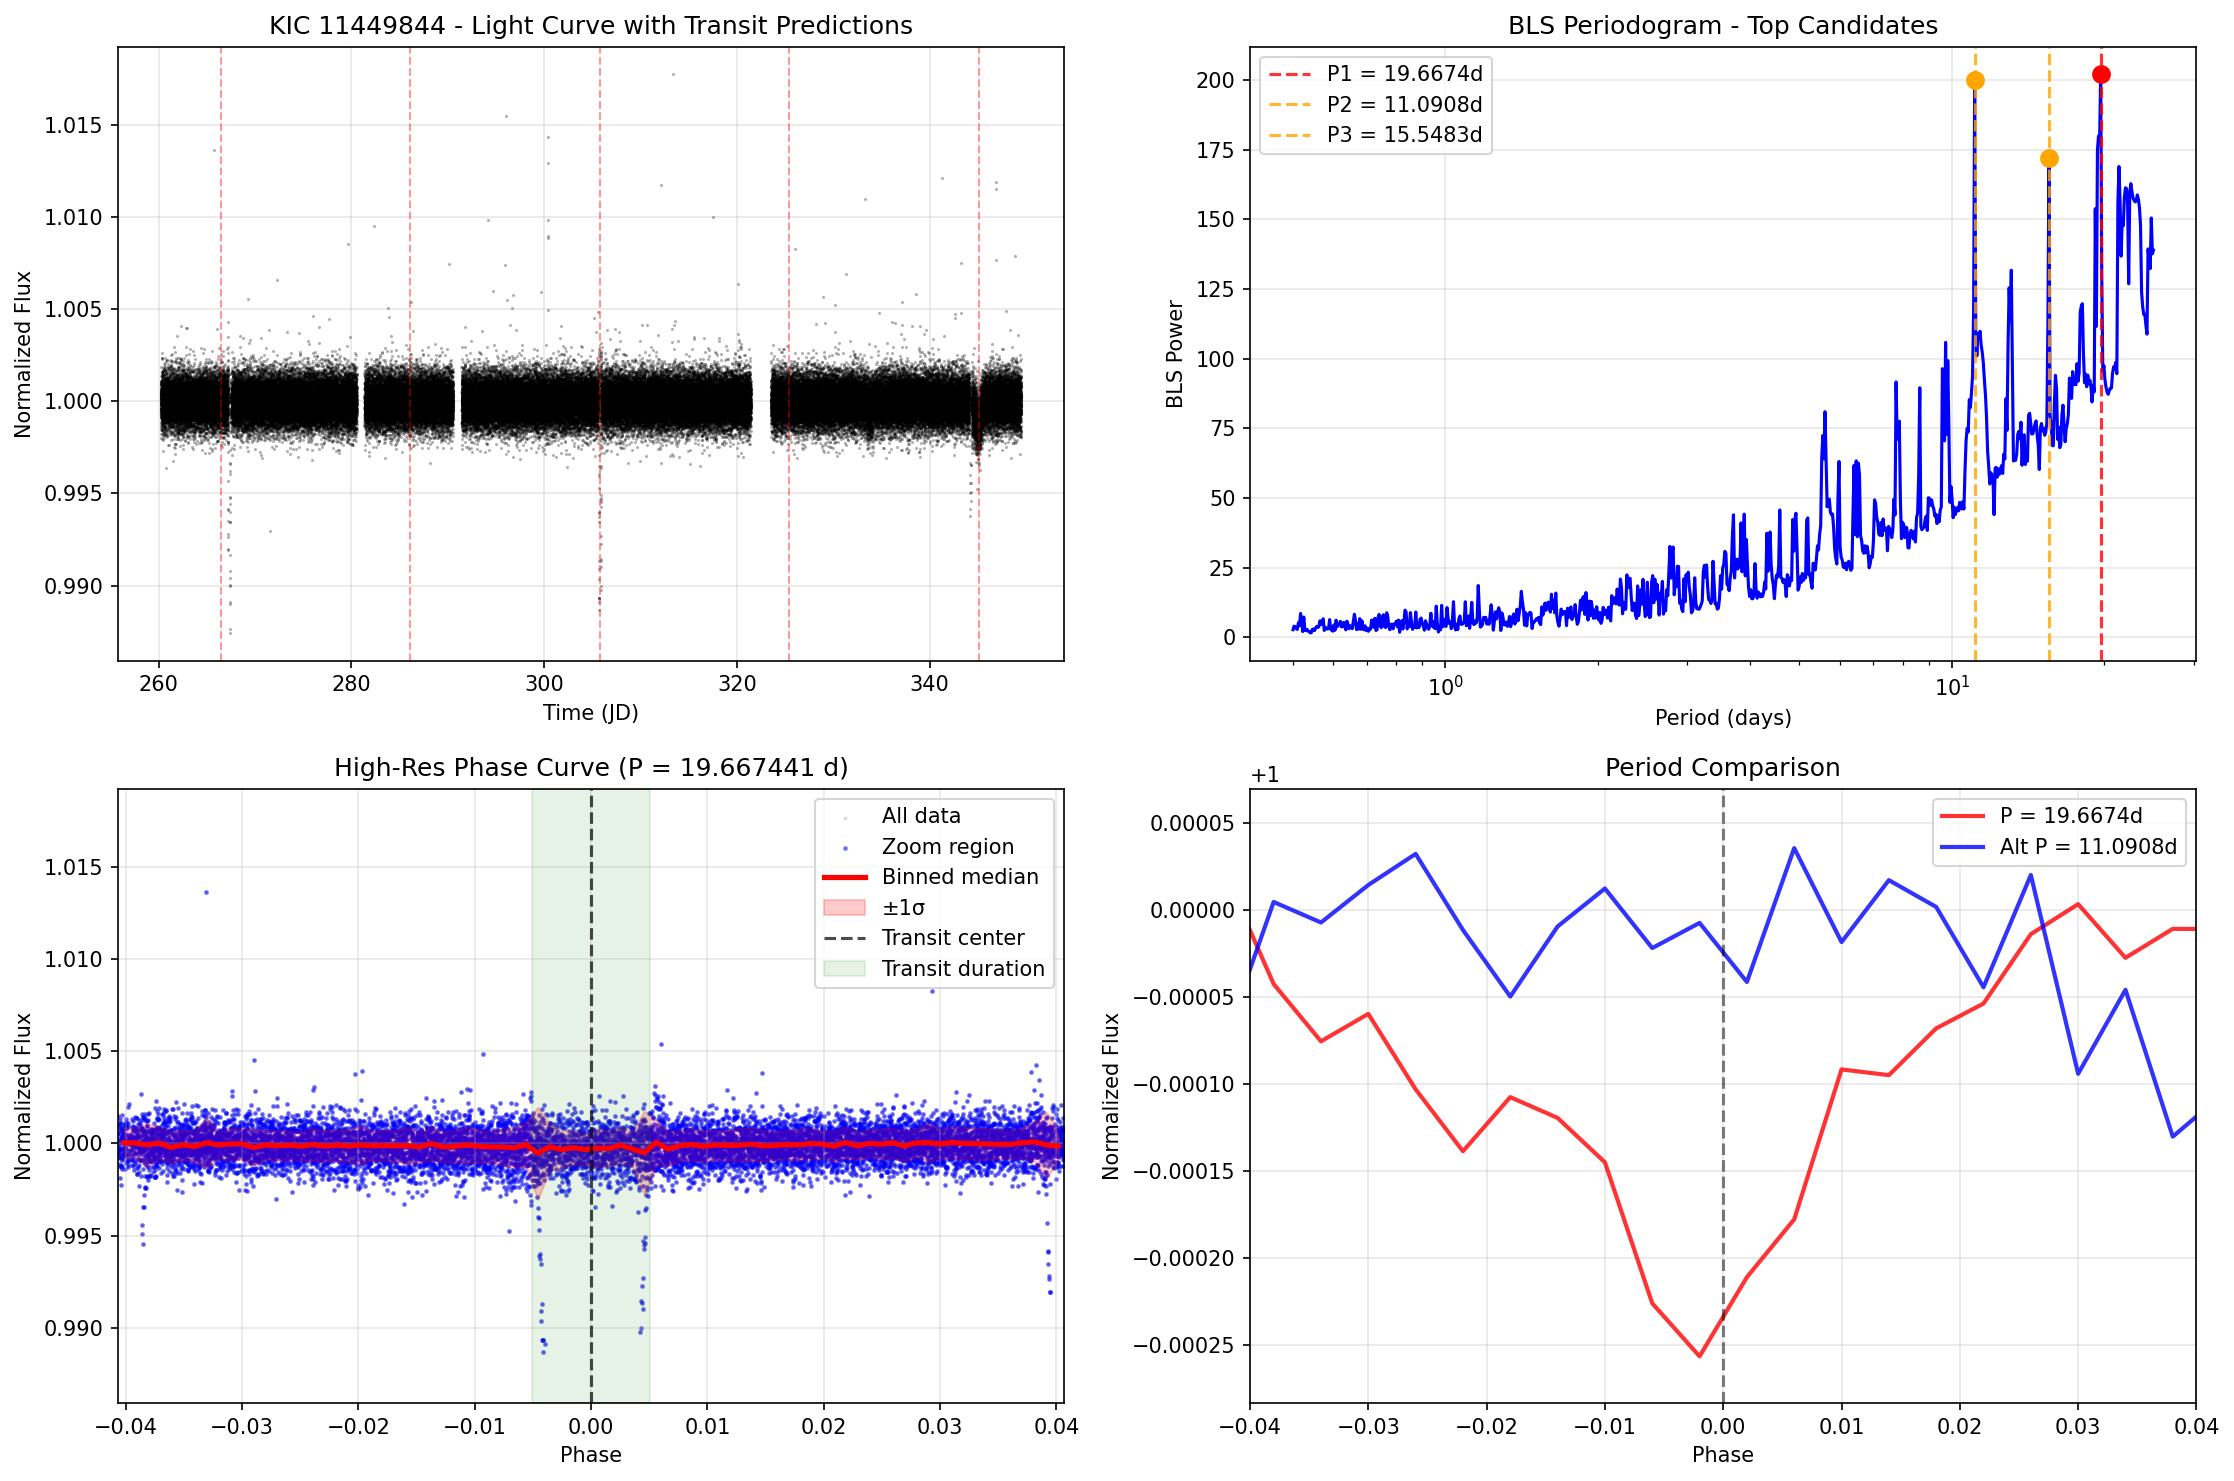 KIC 11449844 - Light Curve with Transit Predictions
1.015
1.010
1.005
1.000
0.995
0.990
Normalized Flux
260
280
300
320
340
Time (JD)
BLS Periodogram - Top Candidates
P1 = 19.6674d
P2 = 11.0908d
P3 = 15.5483d
200
175
150
125
100
75
50
25
0
BLS Power
10⁰
10¹
Period (days)
High-Res Phase Curve (P = 19.667441 d)
All data
Zoom region
Binned median
±1σ
Transit center
Transit duration
1.015
1.010
1.005
1.000
0.995
0.990
Normalized Flux
−0.04
−0.03
−0.02
−0.01
0.00
0.01
0.02
0.03
0.04
Phase
Period Comparison
+1
P = 19.6674d
Alt P = 11.0908d
0.00005
0.00000
−0.00005
−0.00010
−0.00015
−0.00020
−0.00025
Normalized Flux
−0.04
−0.03
−0.02
−0.01
0.00
0.01
0.02
0.03
0.04
Phase